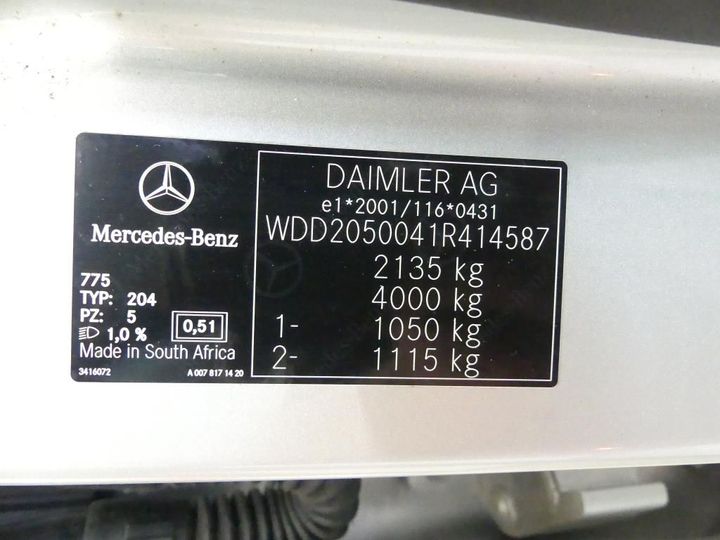 Mercedes-Benz
775
TYP: 204
PZ: 5
1,0 %
0,51
Made in South Africa
3416072
A 007 817 14 20
DAIMLER AG
e1*2001/116*0431
WDD2050041R414587
2135 kg
4000 kg
1- 1050 kg
2- 1115 kg